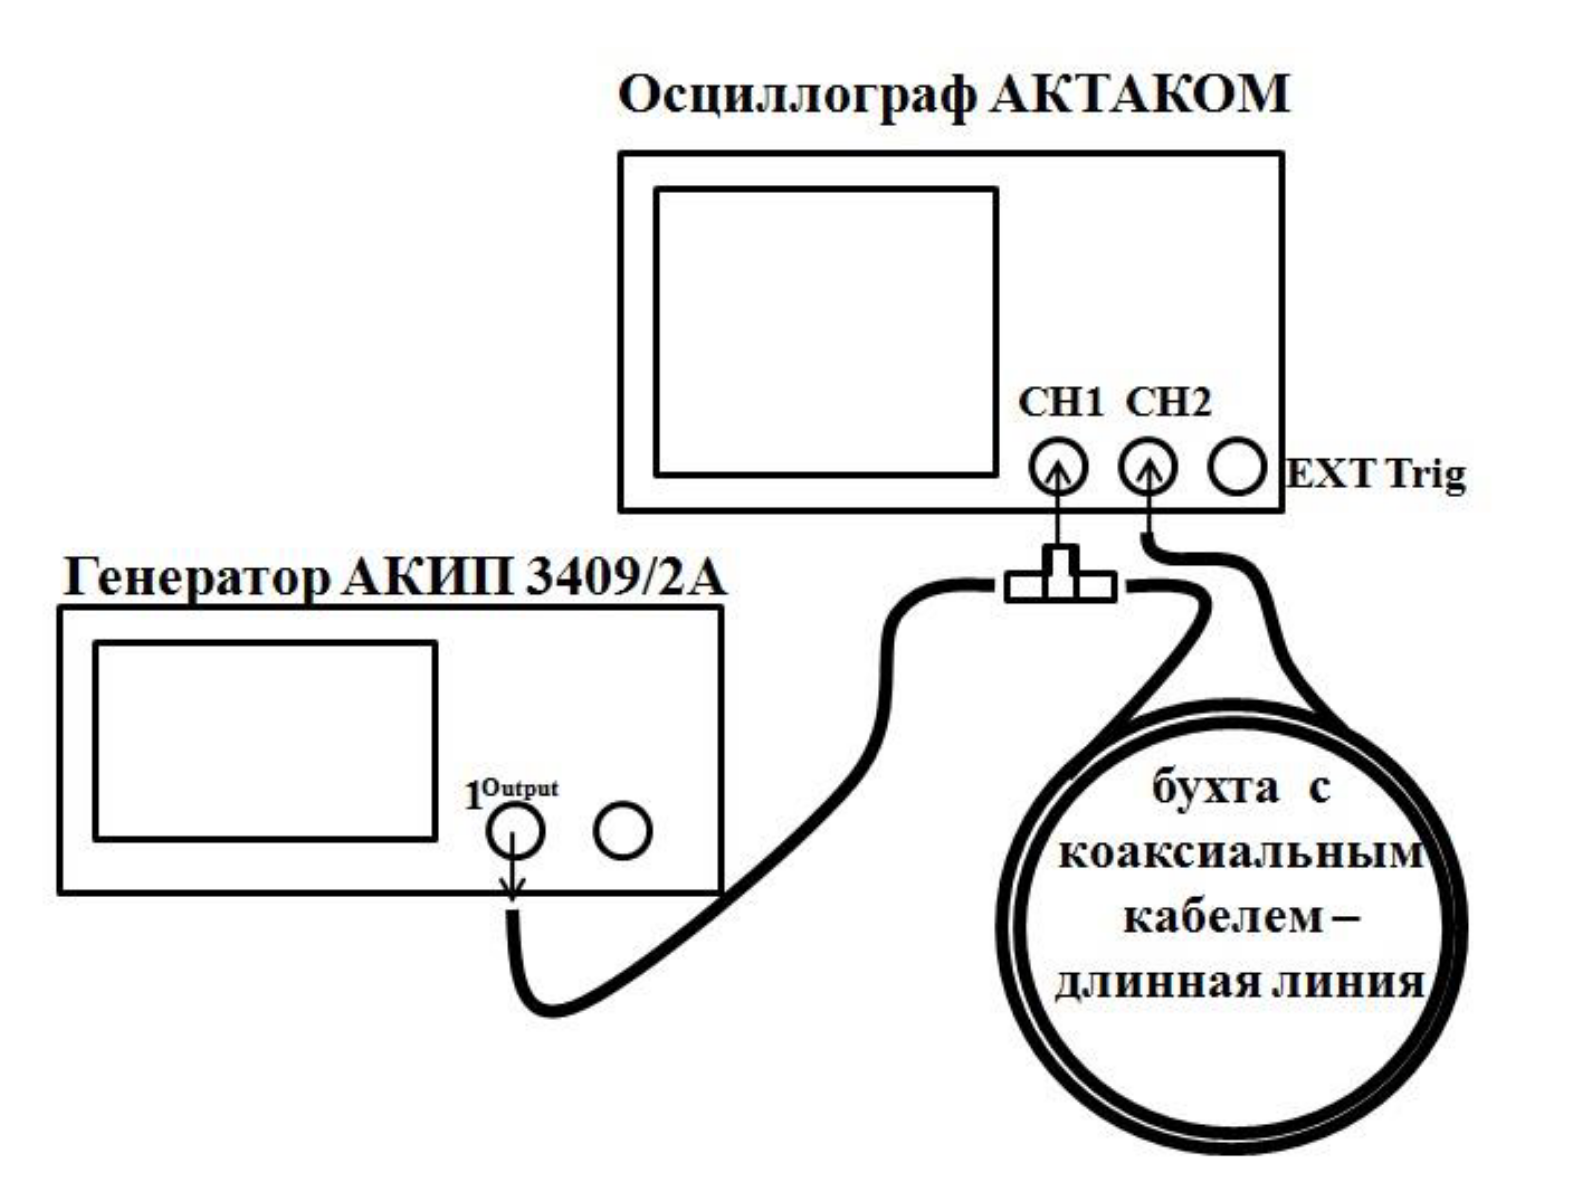 Осциллограф АКТАКОМ
CH1 CH2
EXT Trig
Генератор АКИП 3409/2А
1 Output
бухта с
коаксиальным
кабелем –
длинная линия